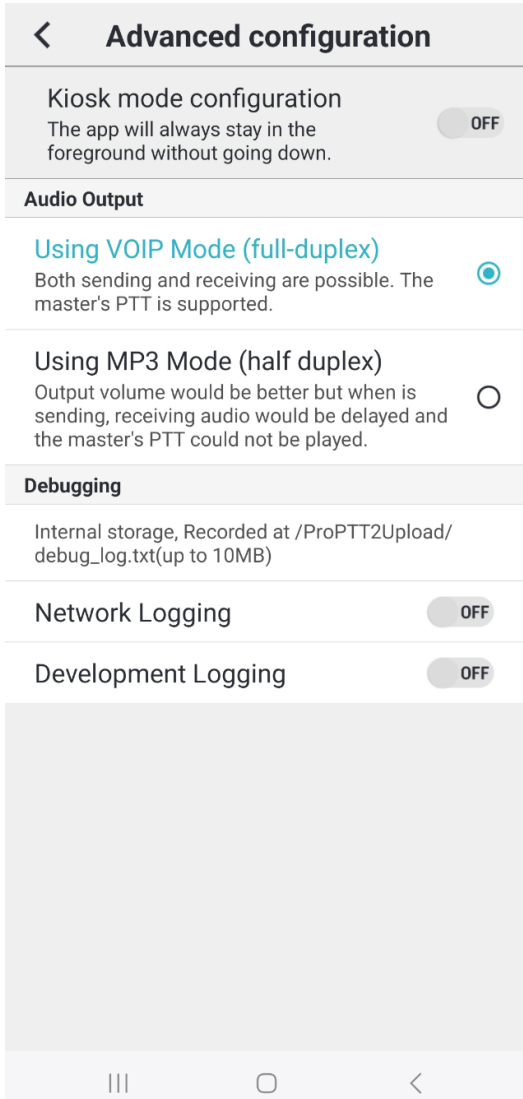 Advanced configuration
Kiosk mode configuration
The app will always stay in the
foreground without going down.
OFF
Audio Output
Using VOIP Mode (full-duplex)
Both sending and receiving are possible. The
master's PTT is supported.
Using MP3 Mode (half duplex)
Output volume would be better but when is
sending, receiving audio would be delayed and
the master's PTT could not be played.
Debugging
Internal storage, Recorded at /ProPTT2Upload/
debug_log.txt(up to 10MB)
Network Logging
OFF
Development Logging
OFF